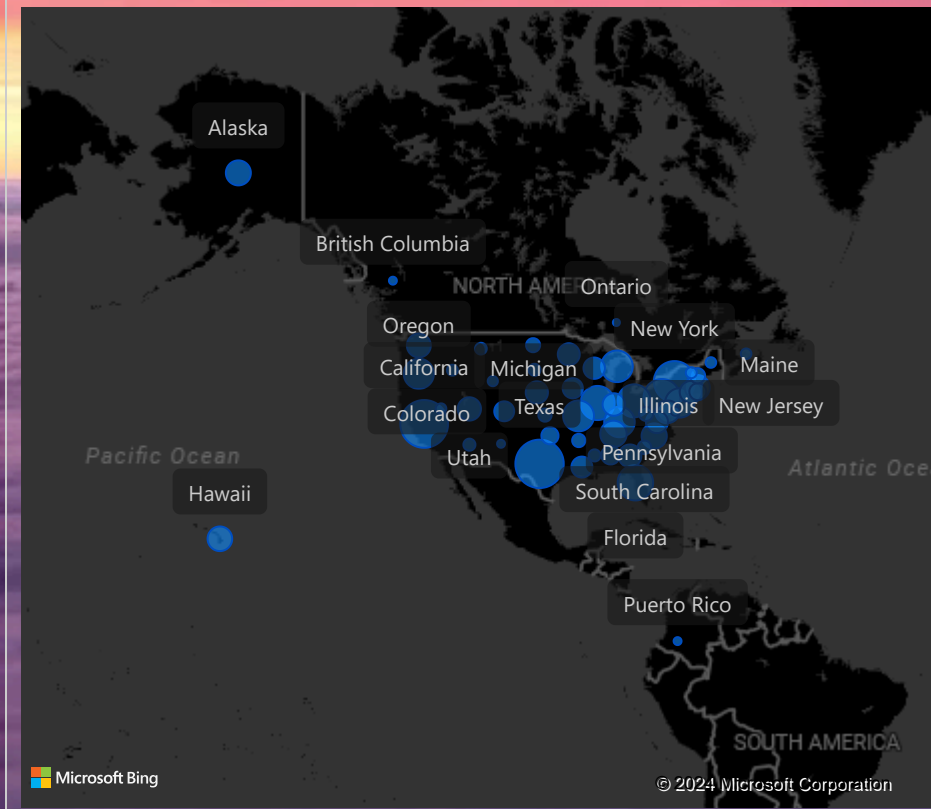 Alaska
British Columbia
NORTH AME
Ontario
Oregon
New York
California
Michigan
Maine
Colorado
Texas
Illinois
New Jersey
Utah
Pennsylvania
Pacific Ocean
Atlantic Oce
Hawaii
South Carolina
Florida
Puerto Rico
SOUTH AMERICA
Microsoft Bing
© 2024 Microsoft Corporation